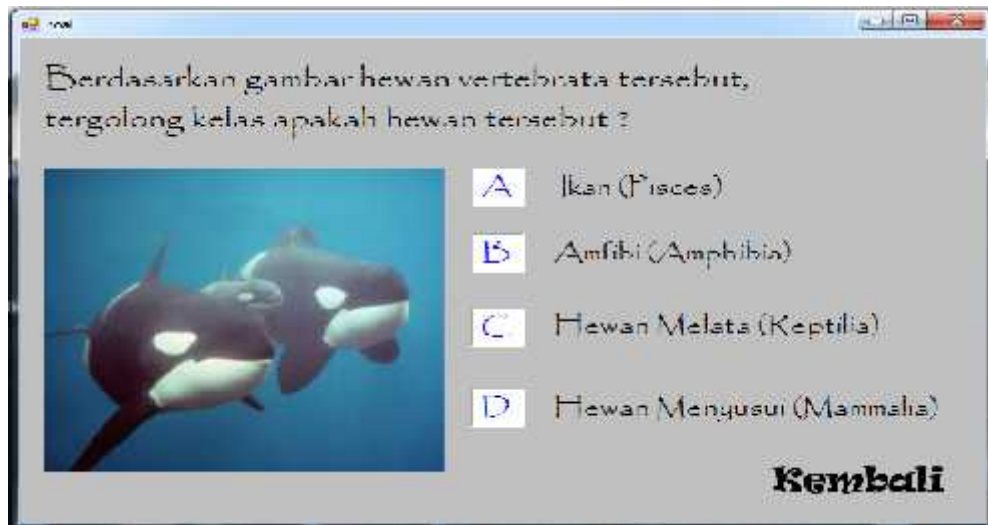 Soal
Berdasarkan gambar hewan vertebrata tersebut,
tergolong kelas apakah hewan tersebut ?
A Ikan (Pisces)
B Amfibi (Amphibia)
C Hewan Melata (Reptilia)
D Hewan Menyusui (Mammalia)
Kembali